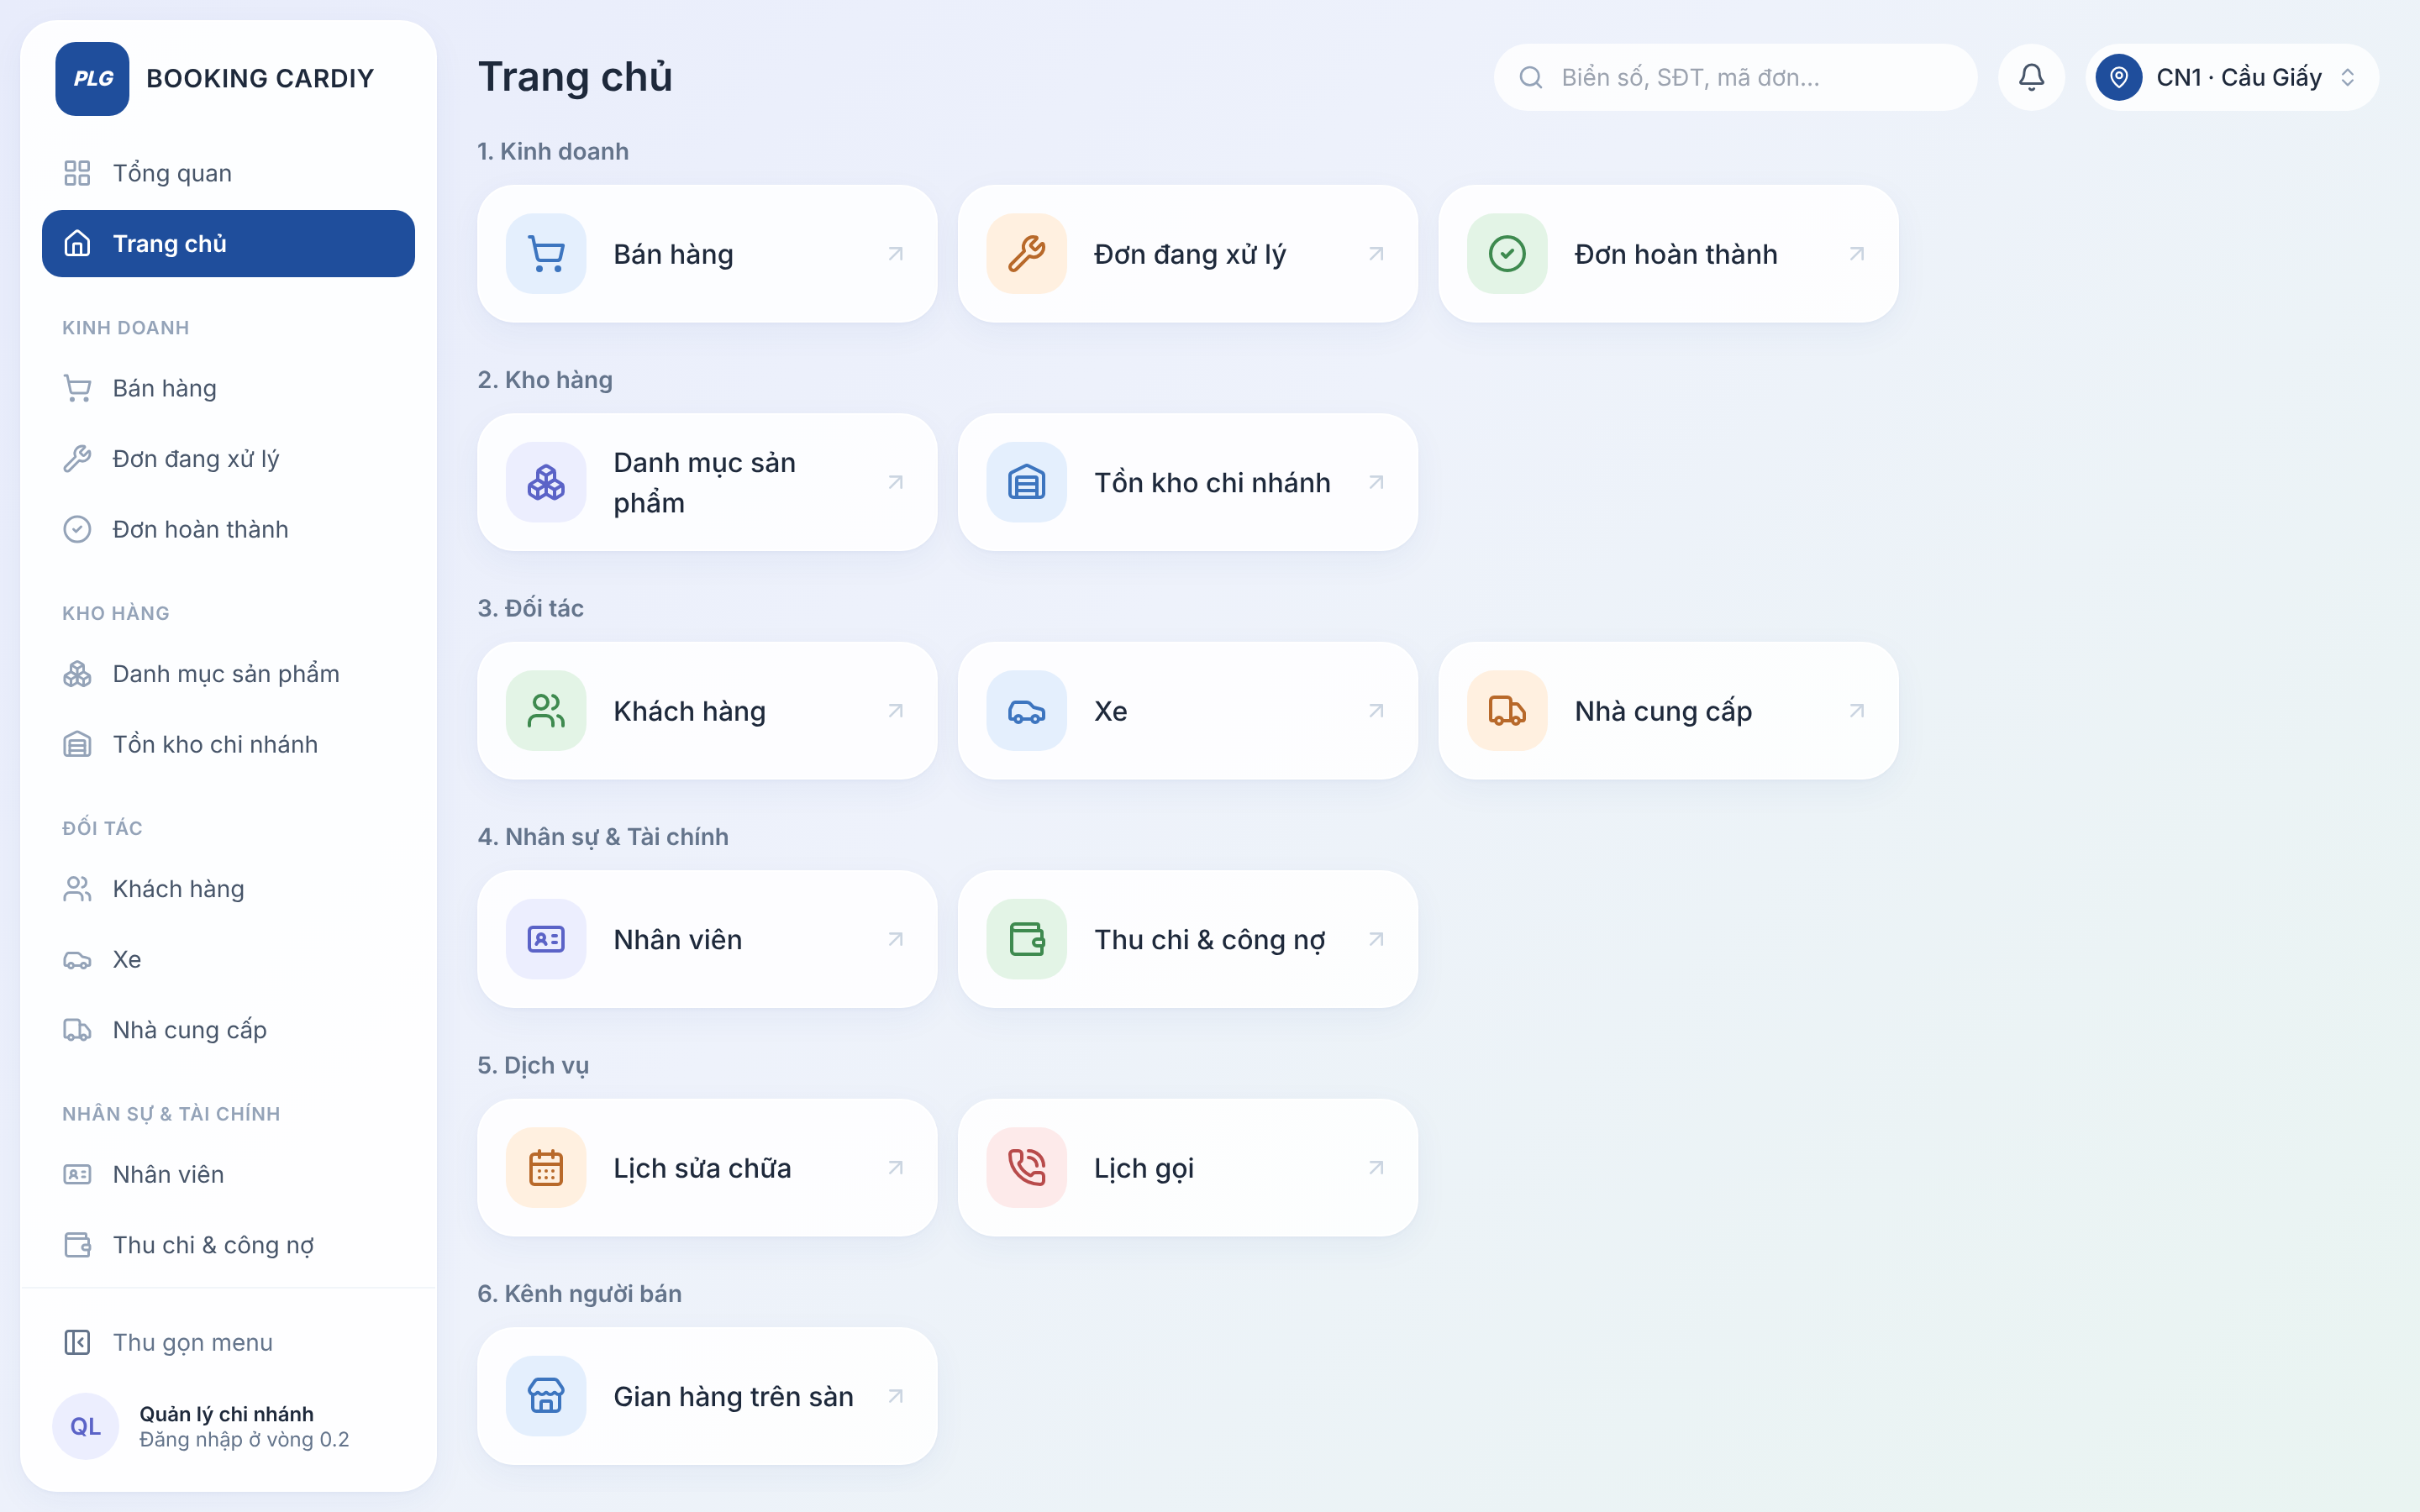 PLG
BOOKING CARDIY
Tổng quan
Trang chủ
KINH DOANH
Bán hàng
Đơn đang xử lý
Đơn hoàn thành
KHO HÀNG
Danh mục sản phẩm
Tồn kho chi nhánh
ĐỐI TÁC
Khách hàng
Xe
Nhà cung cấp
NHÂN SỰ & TÀI CHÍNH
Nhân viên
Thu chi & công nợ
Thu gọn menu
QL
Quản lý chi nhánh
Đăng nhập ở vòng 0.2
Trang chủ
Biển số, SĐT, mã đơn...
CN1 · Cầu Giấy
1. Kinh doanh
Bán hàng
Đơn đang xử lý
Đơn hoàn thành
2. Kho hàng
Danh mục sản
phẩm
Tồn kho chi nhánh
3. Đối tác
Khách hàng
Xe
Nhà cung cấp
4. Nhân sự & Tài chính
Nhân viên
Thu chi & công nợ
5. Dịch vụ
Lịch sửa chữa
Lịch gọi
6. Kênh người bán
Gian hàng trên sàn